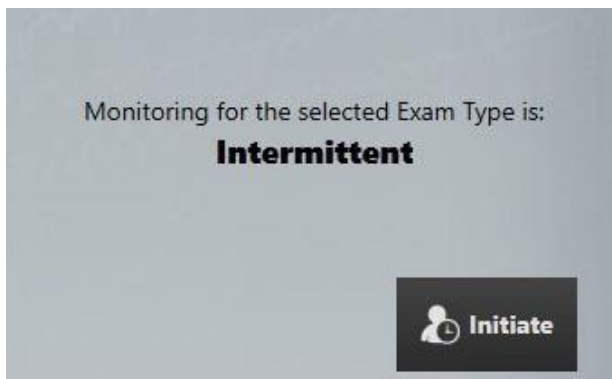 Monitoring for the selected Exam Type is:
Intermittent
Initiate